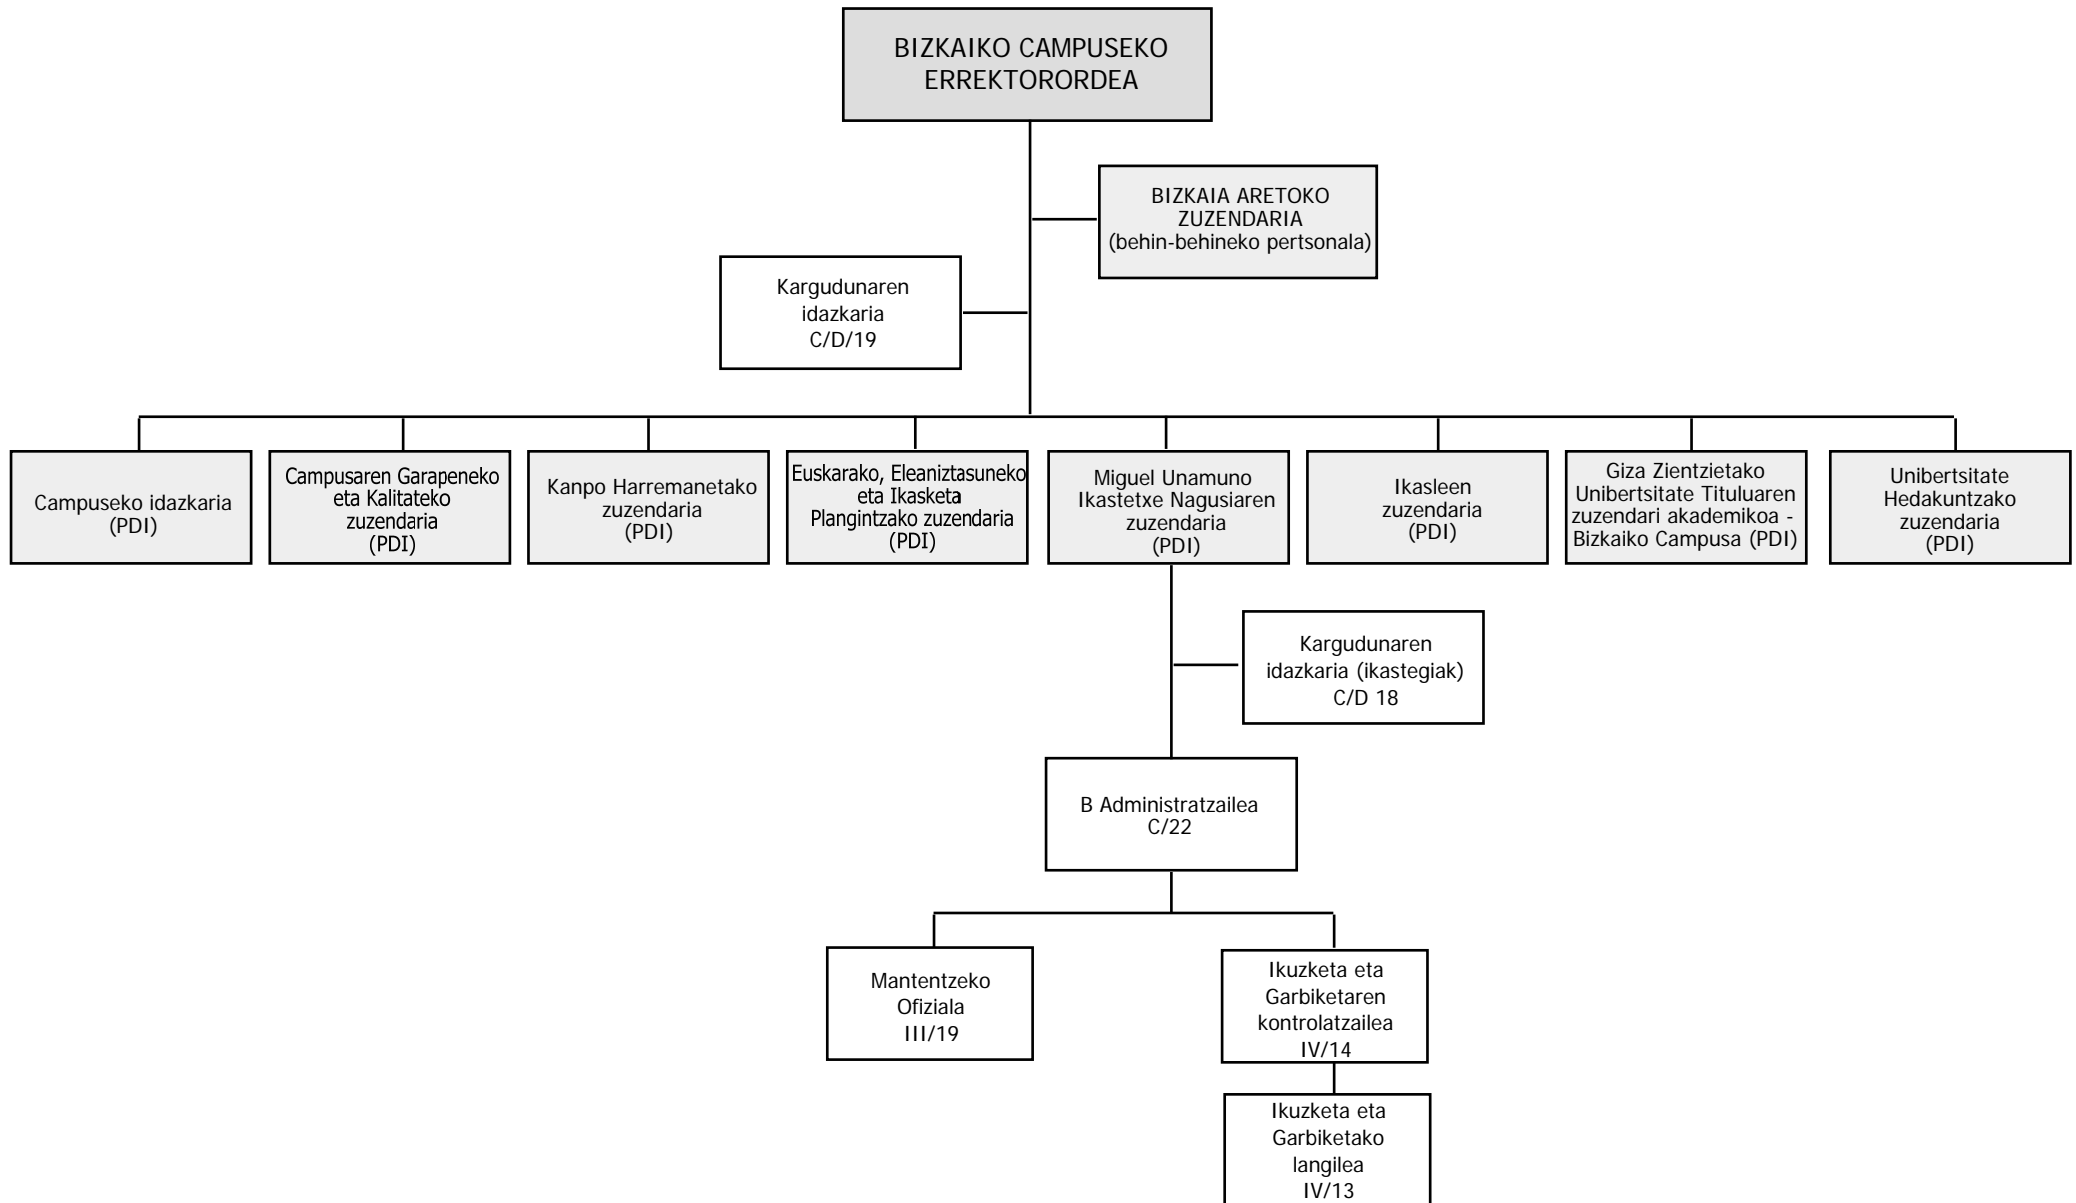 BIZKAIKO CAMPUSEKO
ERREKTORORDEA
BIZKAIA ARETOKO
ZUZENDARIA
(behin-behineko pertsonala)
Kargudunaren
idazkaria
C/D/19
Campuseko idazkaria
(PDI)
Campusaren Garapeneko
eta Kalitateko
zuzendaria
(PDI)
Kanpo Harremanetako
zuzendaria
(PDI)
Euskarako, Eleaniztasuneko
eta Ikasketa
Plangintzako zuzendaria
(PDI)
Miguel Unamuno
Ikastetxe Nagusiaren
zuzendaria
(PDI)
Ikasleen
zuzendaria
(PDI)
Giza Zientzietako
Unibertsitate Tituluaren
zuzendari akademikoa -
Bizkaiko Campusa (PDI)
Unibertsitate
Hedakuntzako
zuzendaria
(PDI)
Kargudunaren
idazkaria (ikastegiak)
C/D 18
B Administratzailea
C/22
Mantentzeko
Ofiziala
III/19
Ikuzketa eta
Garbiketaren
kontrolatzailea
IV/14
Ikuzketa eta
Garbiketako
langilea
IV/13